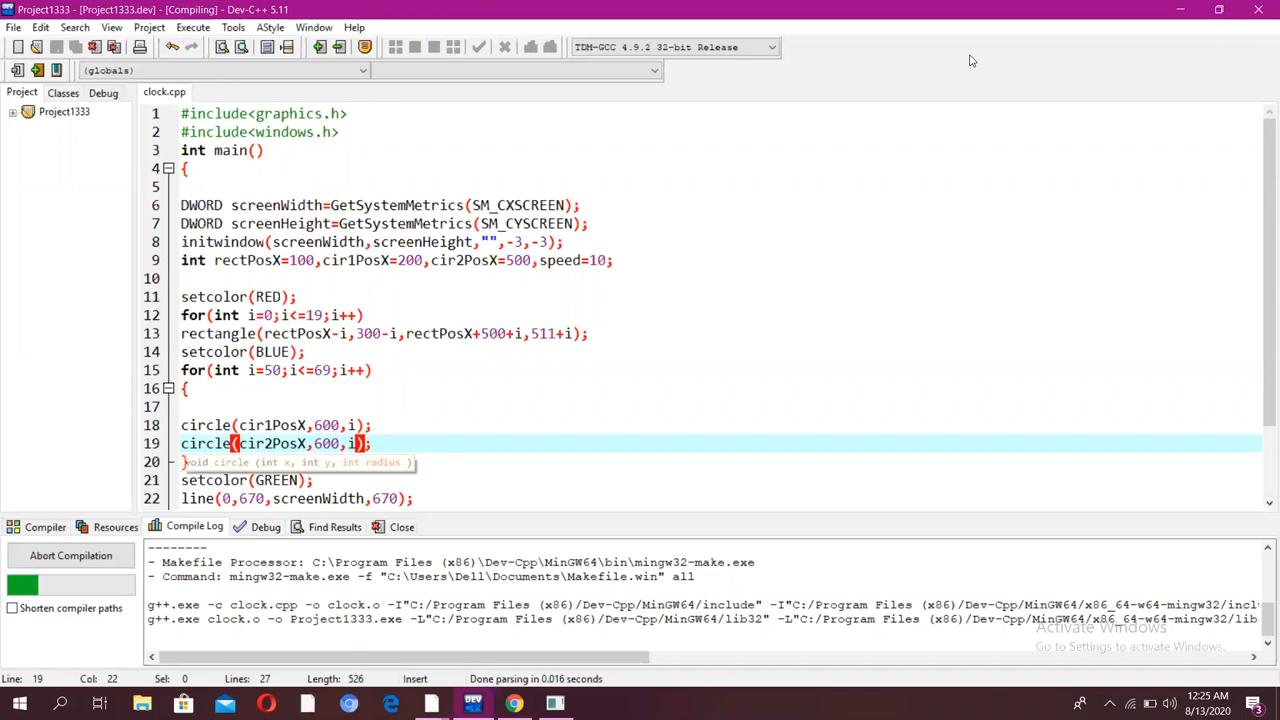 Project1333 - [Project1333.dev] - [Compiling] - Dev-C++ 5.11
File Edit Search View Project Execute Tools AStyle Window Help
TDM-GCC 4.9.2 32-bit Release
(globals)
Project Classes Debug
clock.cpp
Project1333
1 #include<graphics.h>
2 #include<windows.h>
3 int main()
4 {
5
6 DWORD screenWidth=GetSystemMetrics(SM_CXSCREEN);
7 DWORD screenHeight=GetSystemMetrics(SM_CYSCREEN);
8 initwindow(screenWidth,screenHeight,"",-3,-3);
9 int rectPosX=100,cir1PosX=200,cir2PosX=500,speed=10;
10
11 setcolor(RED);
12 for(int i=0;i<=19;i++)
13 rectangle(rectPosX-i,300-i,rectPosX+500+i,511+i);
14 setcolor(BLUE);
15 for(int i=50;i<=69;i++)
16 {
17
18 circle(cir1PosX,600,i);
19 circle(cir2PosX,600,i);
20 }
void circle (int x, int y, int radius )
21 setcolor(GREEN);
22 line(0,670,screenWidth,670);
Compiler Resources Compile Log Debug Find Results Close
Abort Compilation
Shorten compiler paths
--------
- Makefile Processor: C:\Program Files (x86)\Dev-Cpp\MinGW64\bin\mingw32-make.exe
- Command: mingw32-make.exe -f "C:\Users\Dell\Documents\Makefile.win" all
g++.exe -c clock.cpp -o clock.o -I"C:/Program Files (x86)/Dev-Cpp/MinGW64/include" -I"C:/Program Files (x86)/Dev-Cpp/MinGW64/x86_64-w64-mingw32/incl
g++.exe clock.o -o Project1333.exe -L"C:/Program Files (x86)/Dev-Cpp/MinGW64/lib32" -L"C:/Program Files (x86)/Dev-Cpp/MinGW64/x86_64-w64-mingw32/lib
Activate Windows
Go to Settings to activate Windows.
Line: 19 Col: 22 Sel: 0 Lines: 27 Length: 526 Insert Done parsing in 0.016 seconds
DEV
12:25 AM
8/13/2020
3